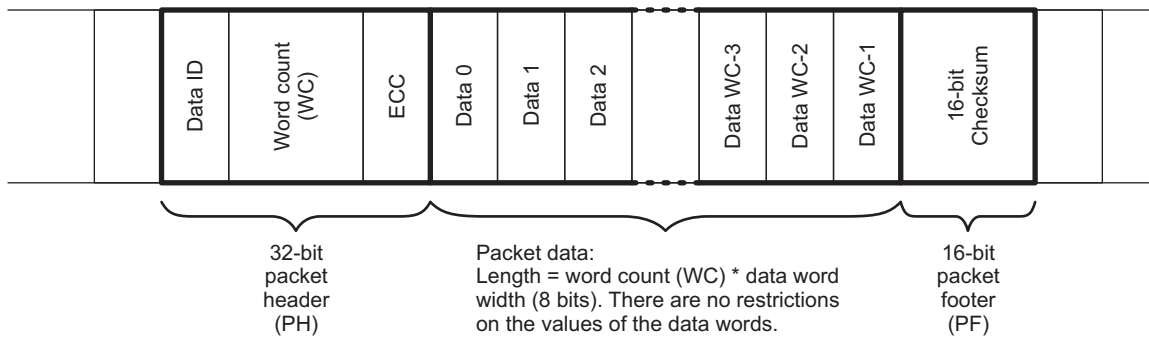 Data ID
Word count
(WC)
ECC
Data 0
Data 1
Data 2
Data WC-3
Data WC-2
Data WC-1
16-bit
Checksum
32-bit
packet
header
(PH)
Packet data:
Length = word count (WC) * data word
width (8 bits). There are no restrictions
on the values of the data words.
16-bit
packet
footer
(PF)